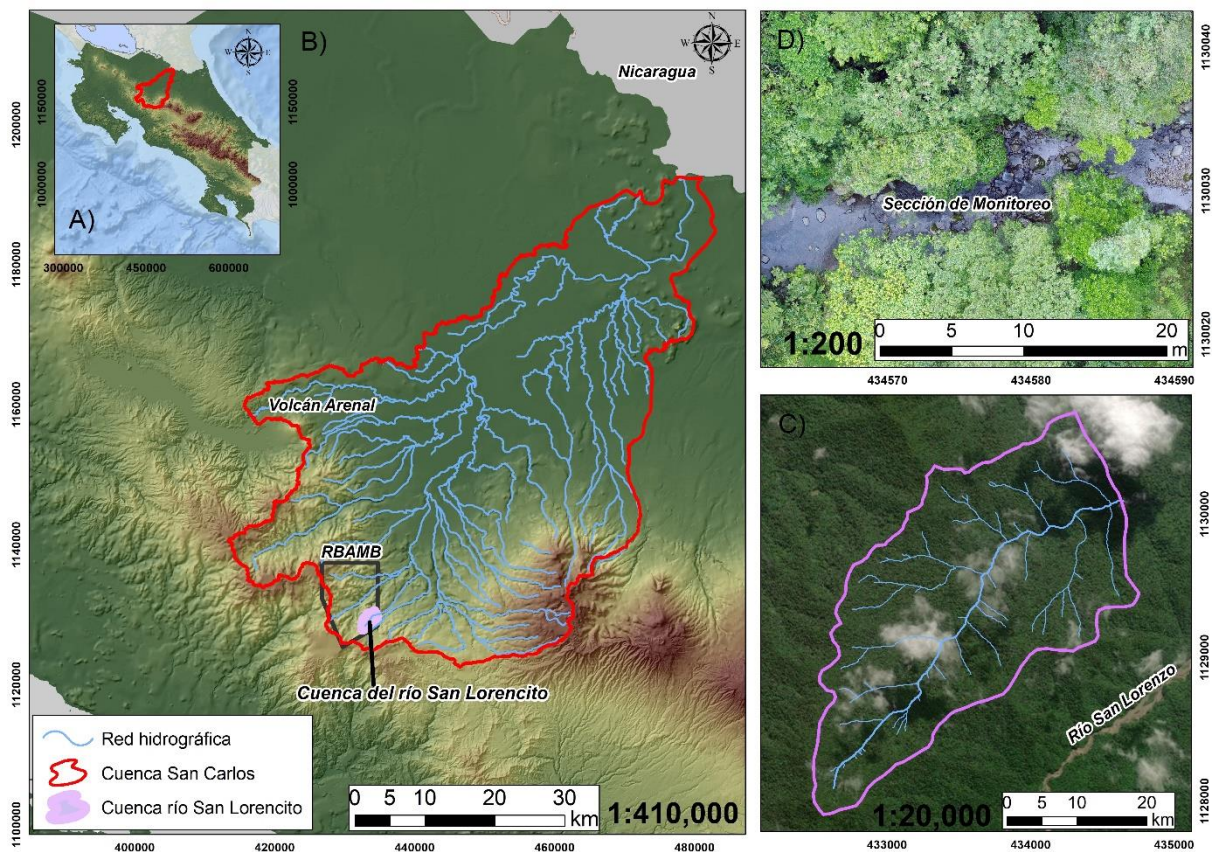 B)
N
W E
S
Nicaragua
N
W E
S
A)
1150000
1000000
300000
450000
600000
1200000
1180000
1160000
1140000
1120000
1100000
Volcán Arenal
RBAMB
Cuenca del río San Lorencito
Red hidrográfica
Cuenca San Carlos
Cuenca río San Lorencito
0 5 10 20 30
km
1:410,000
400000
420000
440000
460000
480000
1150000
1000000
D)
Sección de Monitoreo
1:200
0 5 10 20
m
434570
434580
434590
1130040
1130030
1130020
C)
Río San Lorenzo
1:20,000
0 5 10 20
km
433000
434000
435000
1130000
1129000
1128000